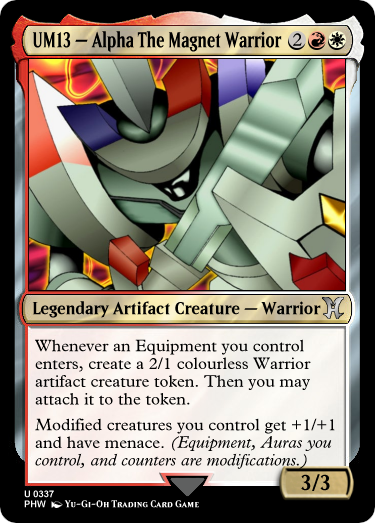 UM13 – Alpha The Magnet Warrior 2
Legendary Artifact Creature — Warrior
Whenever an Equipment you control
enters, create a 2/1 colourless Warrior
artifact creature token. Then you may
attach it to the token.
Modified creatures you control get +1/+1
and have menace. (Equipment, Auras you
control, and counters are modifications.)
3/3
U 0337
PHW Yu-Gi-Oh Trading Card Game